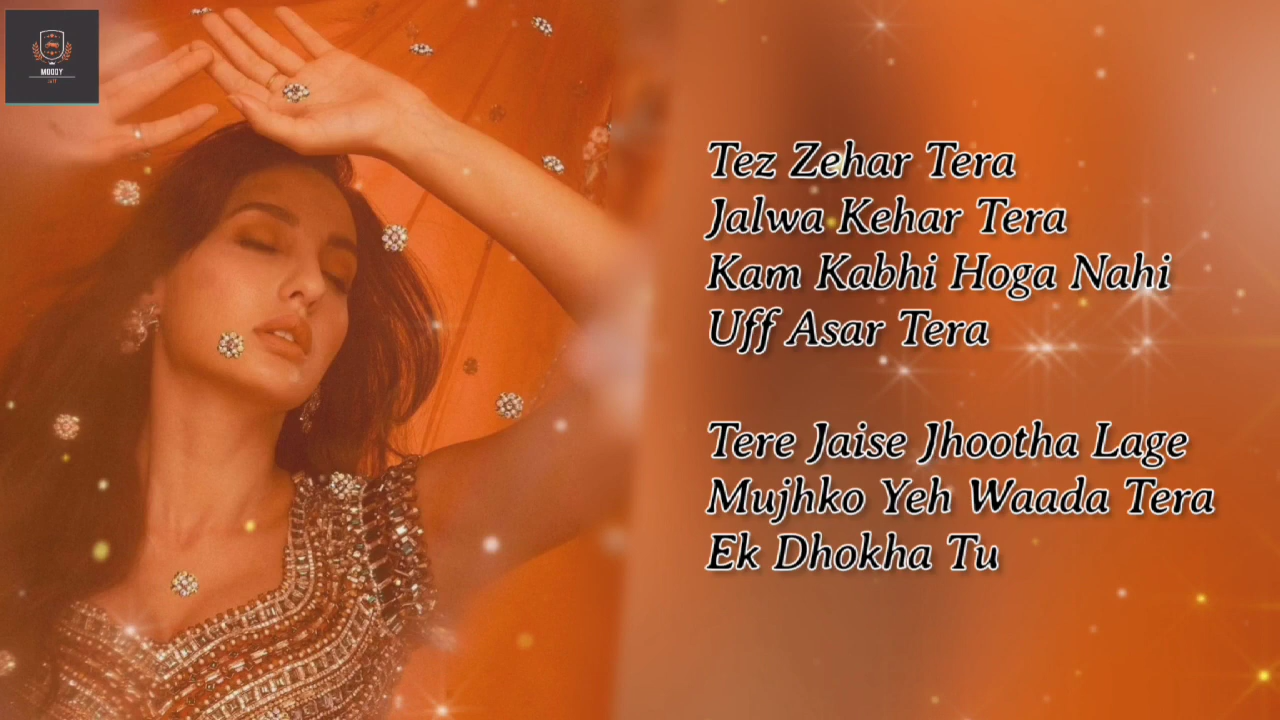 MOODY
Tez Zehar Tera
Jalwa Kehar Tera
Kam Kabhi Hoga Nahi
Uff Asar Tera
Tere Jaise Jhootha Lage
Mujhko Yeh Waada Tera
Ek Dhokha Tu